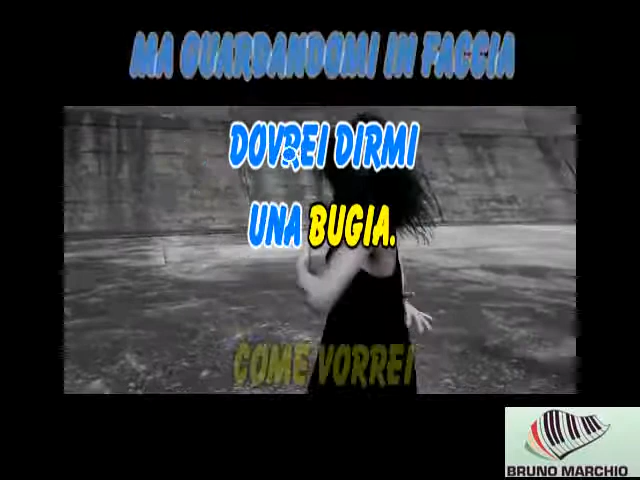 MA GUARDANDOMI IN FACCIA
DOVREI DIRMI
UNA BUGIA.
COME VORREI
BRUNO MARCHIO